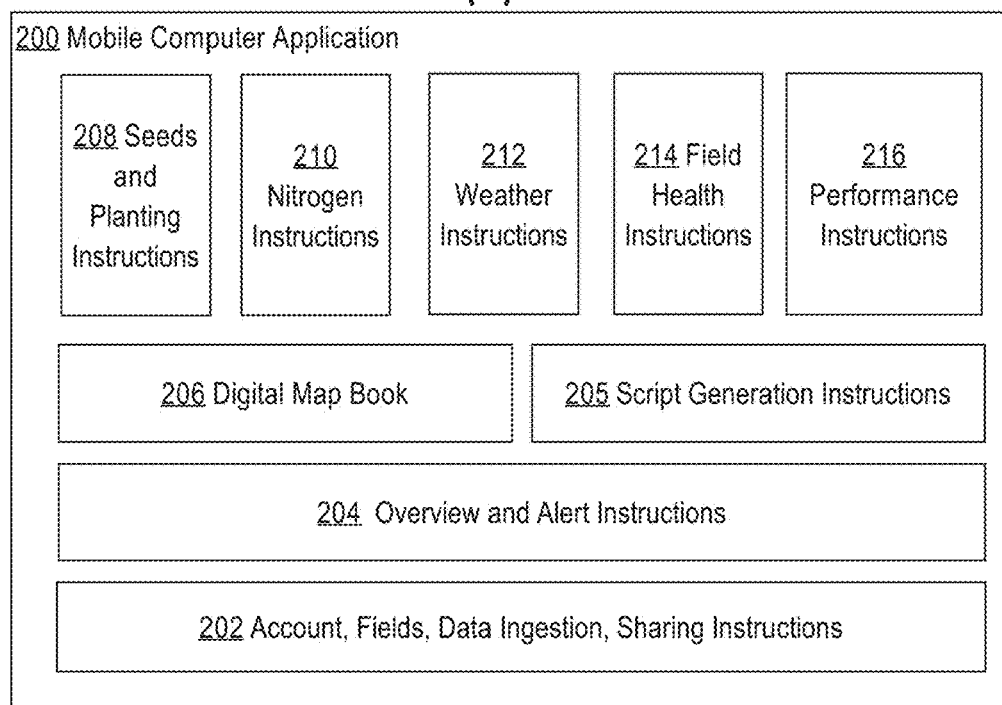 200 Mobile Computer Application
208 Seeds
and
Planting
Instructions
210
Nitrogen
Instructions
212
Weather
Instructions
214 Field
Health
Instructions
216
Performance
Instructions
206 Digital Map Book
205 Script Generation Instructions
204 Overview and Alert Instructions
202 Account, Fields, Data Ingestion, Sharing Instructions